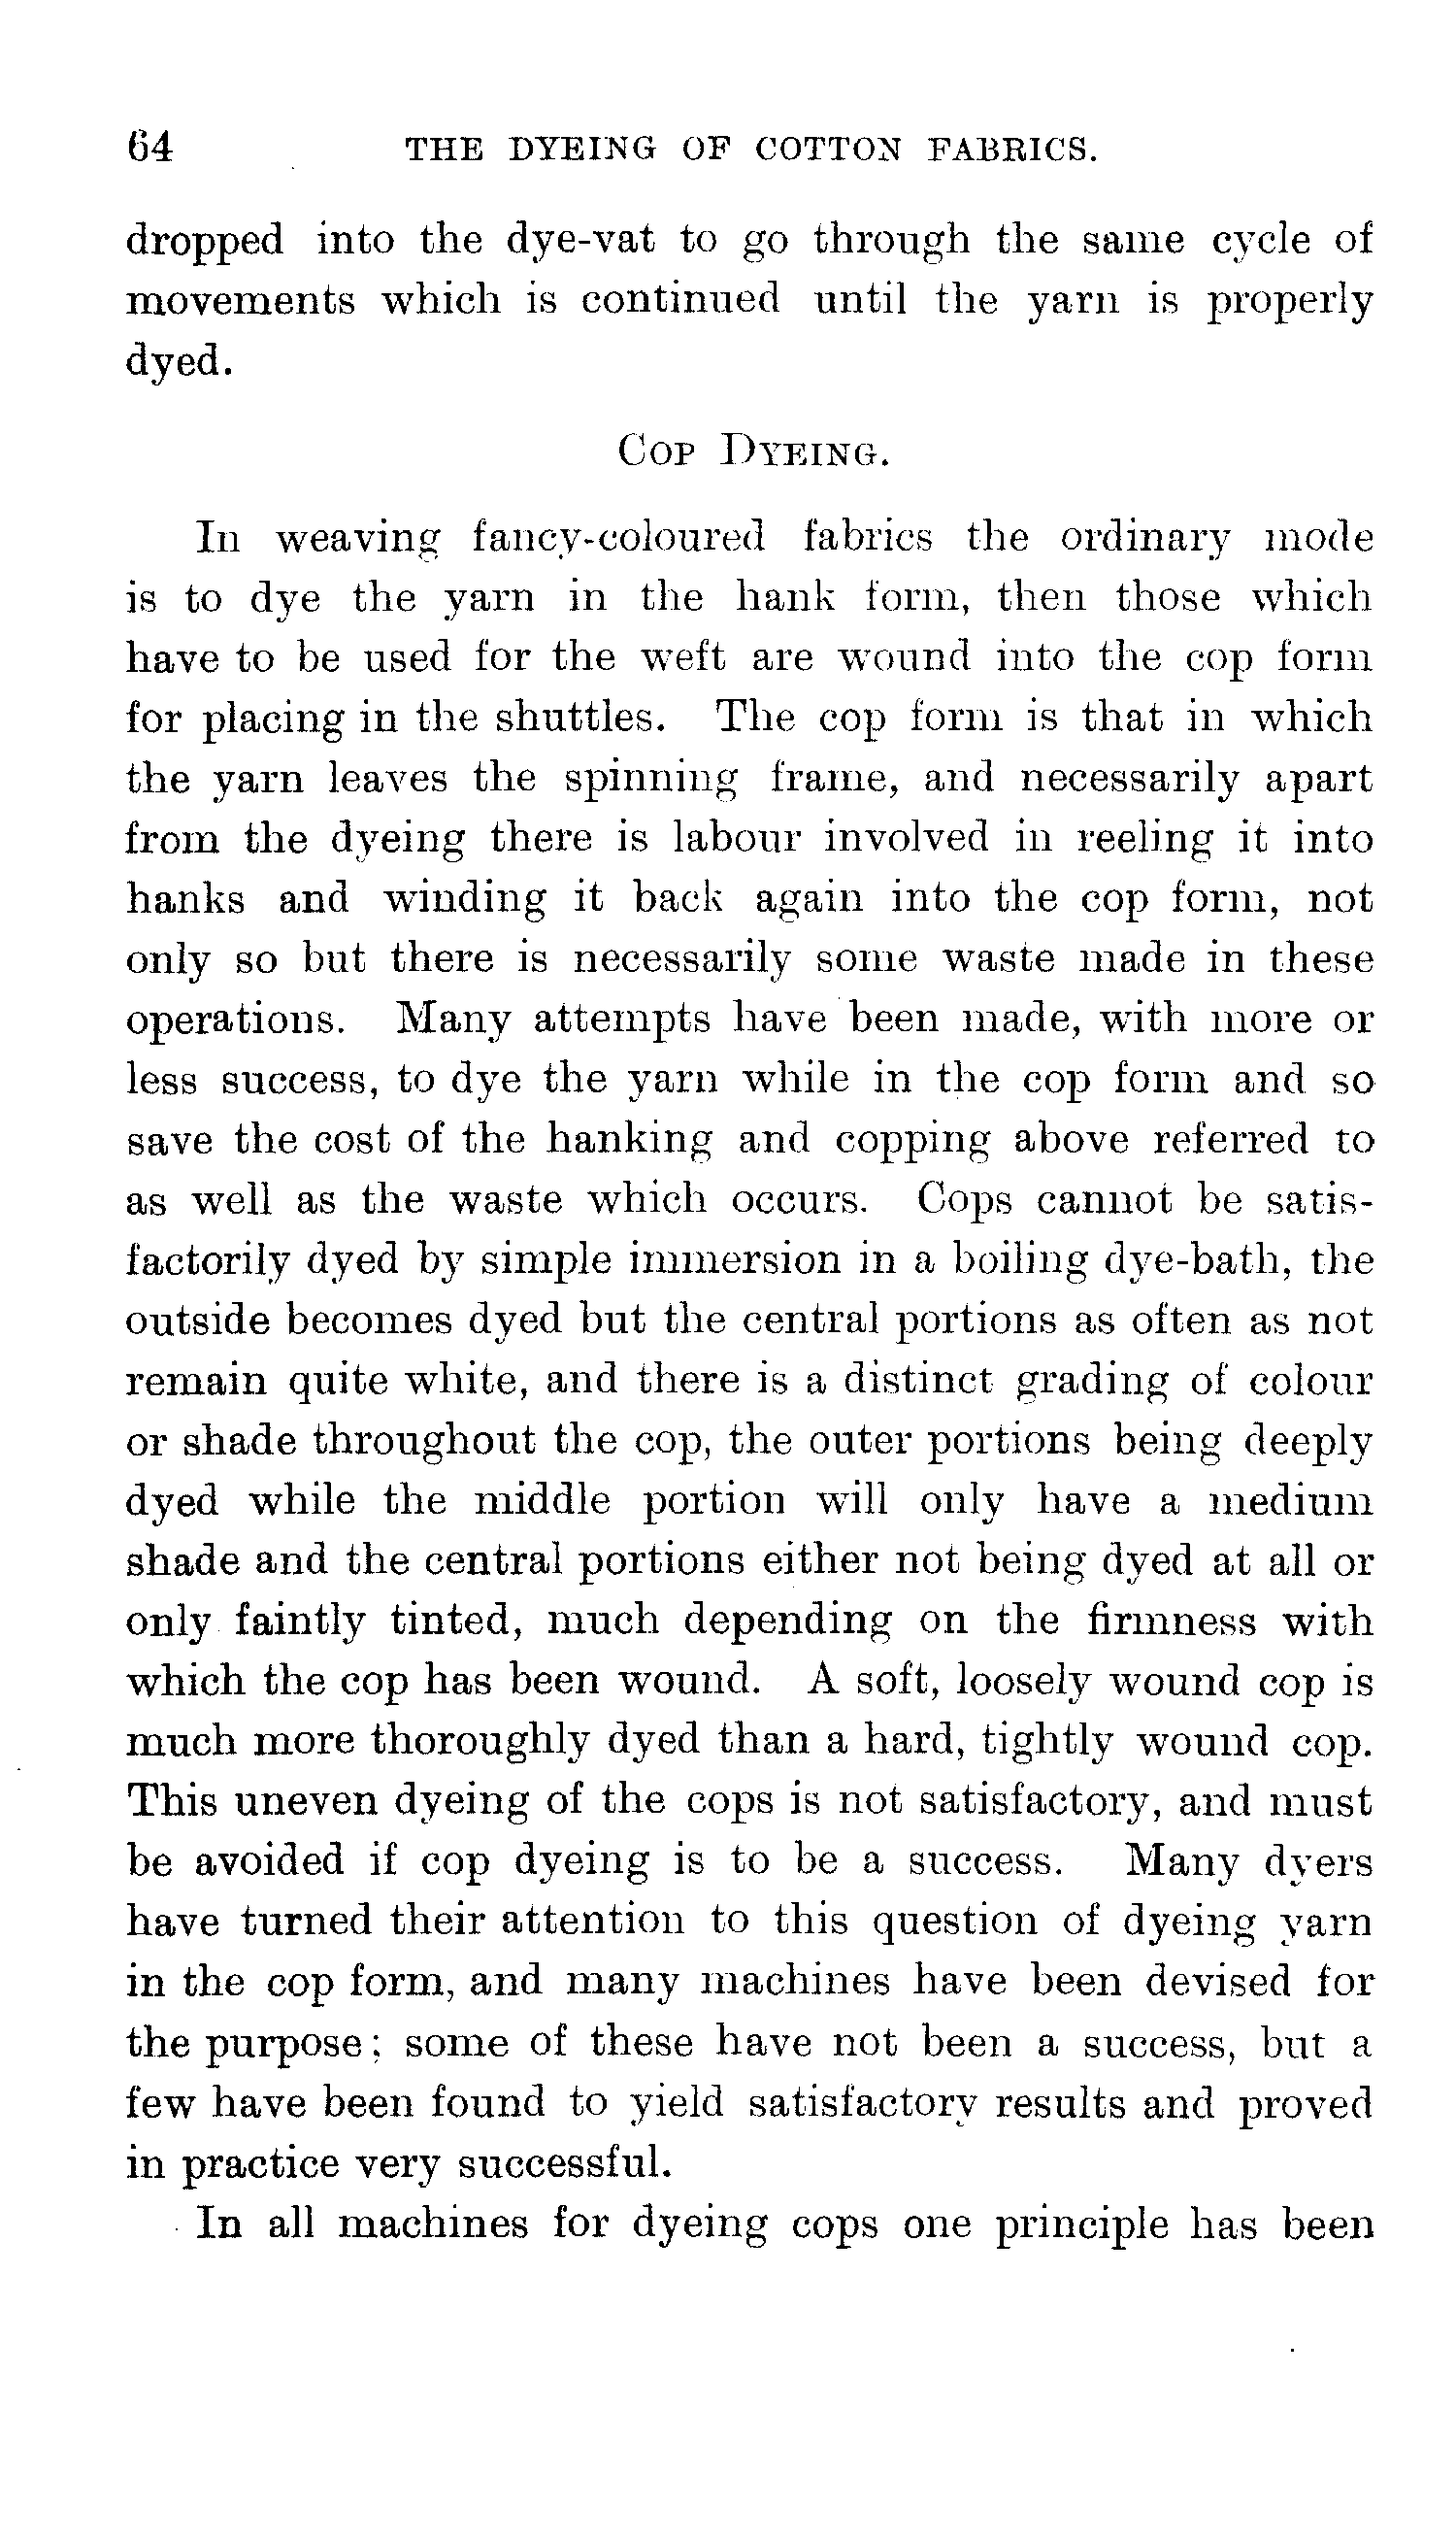 64 THE DYEING OF COTTON FABRICS.
dropped into the dye-vat to go through the same cycle of
movements which is continued until the yarn is properly
dyed.
Cop Dyeing.
In weaving fancy-coloured fabrics the ordinary mode
is to dye the yarn in the hank form, then those which
have to be used for the weft are wound into the cop form
for placing in the shuttles. The cop form is that in which
the yarn leaves the spinning frame, and necessarily apart
from the dyeing there is labour involved in reeling it into
hanks and winding it back again into the cop form, not
only so but there is necessarily some waste made in these
operations. Many attempts have been made, with more or
less success, to dye the yarn while in the cop form and so
save the cost of the hanking and copping above referred to
as well as the waste which occurs. Cops cannot be satis-
factorily dyed by simple immersion in a boiling dye-bath, the
outside becomes dyed but the central portions as often as not
remain quite white, and there is a distinct grading of colour
or shade throughout the cop, the outer portions being deeply
dyed while the middle portion will only have a medium
shade and the central portions either not being dyed at all or
only faintly tinted, much depending on the firmness with
which the cop has been wound. A soft, loosely wound cop is
much more thoroughly dyed than a hard, tightly wound cop.
This uneven dyeing of the cops is not satisfactory, and must
be avoided if cop dyeing is to be a success. Many dyers
have turned their attention to this question of dyeing yarn
in the cop form, and many machines have been devised for
the purpose; some of these have not been a success, but a
few have been found to yield satisfactory results and proved
in practice very successful.
In all machines for dyeing cops one principle has been